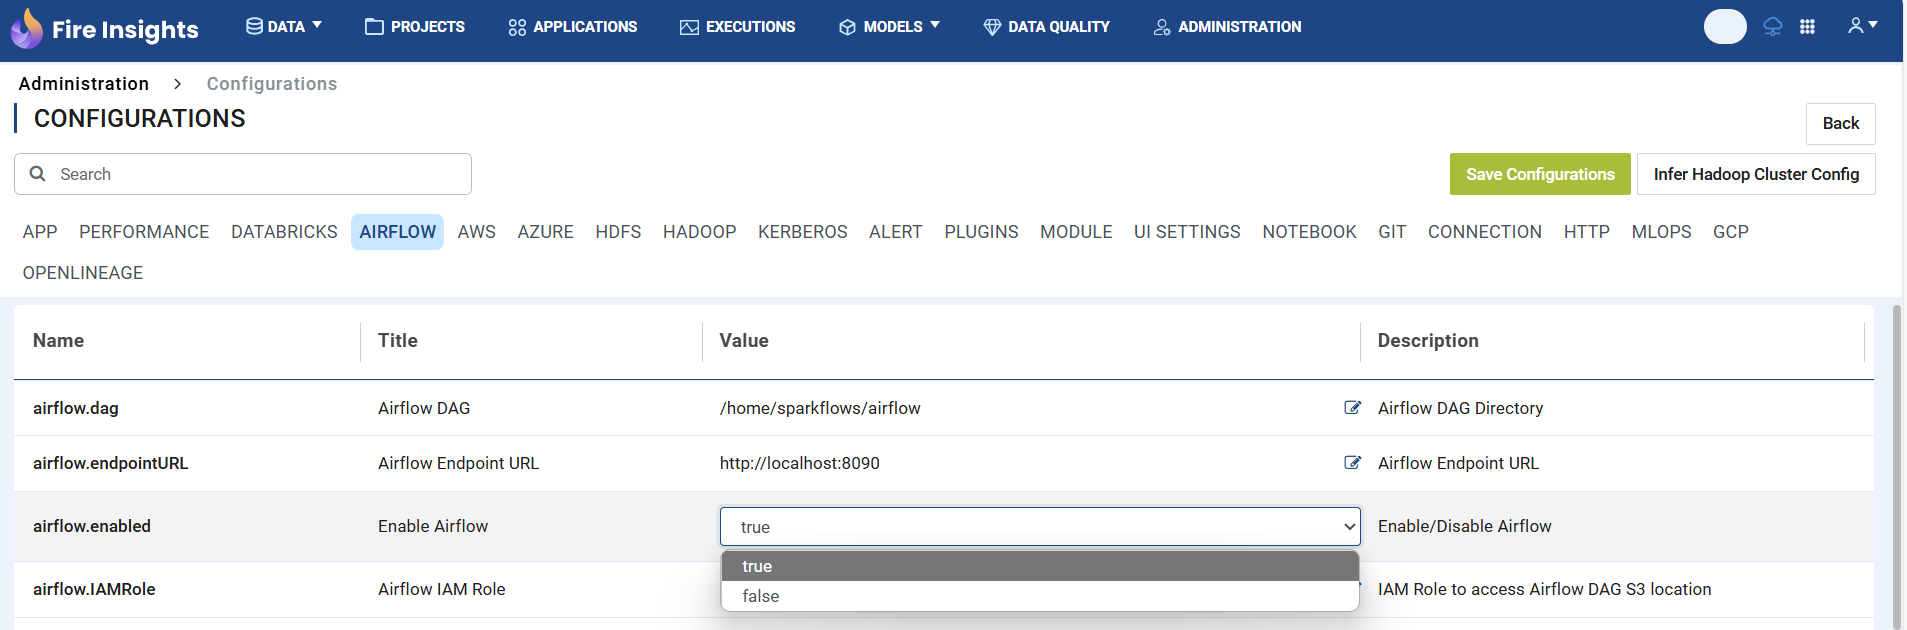 Fire Insights DATA PROJECTS APPLICATIONS EXECUTIONS MODELS DATA QUALITY ADMINISTRATION
Administration > Configurations
CONFIGURATIONS
Back
Search
Save Configurations Infer Hadoop Cluster Config
APP PERFORMANCE DATABRICKS AIRFLOW AWS AZURE HDFS HADOOP KERBEROS ALERT PLUGINS MODULE UI SETTINGS NOTEBOOK GIT CONNECTION HTTP MLOPS GCP
OPENLINEAGE
Name Title Value Description
airflow.dag Airflow DAG /home/sparkflows/airflow Airflow DAG Directory
airflow.endpointURL Airflow Endpoint URL http://localhost:8090 Airflow Endpoint URL
airflow.enabled Enable Airflow true Enable/Disable Airflow
true
airflow.IAMRole Airflow IAM Role IAM Role to access Airflow DAG S3 location
false